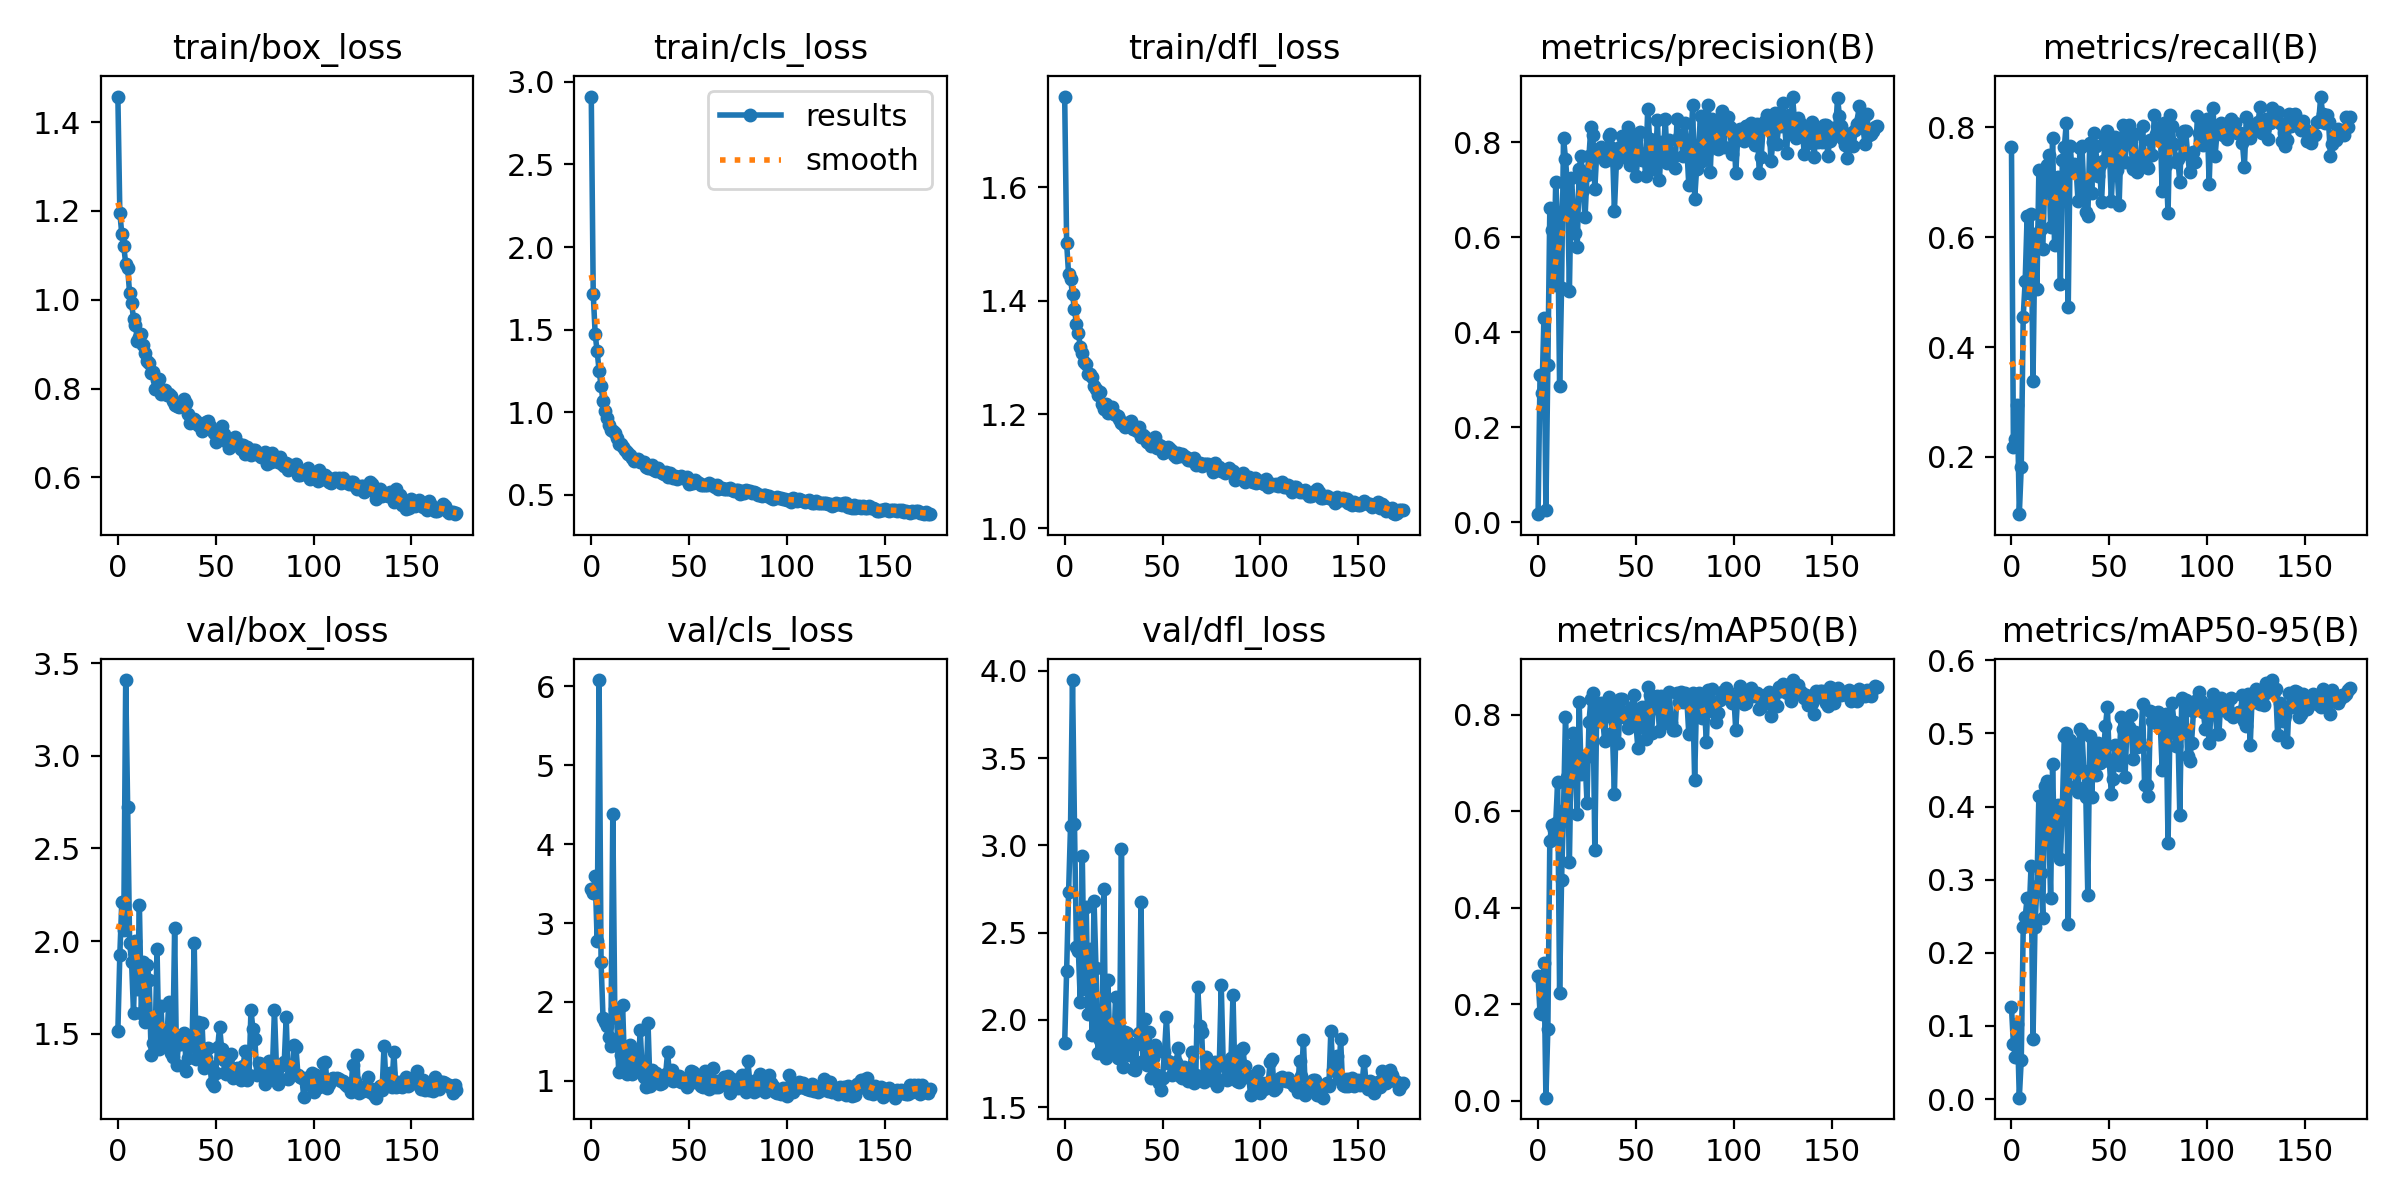 train/box_loss
1.4
1.2
1.0
0.8
0.6
0 50 100 150
train/cls_loss
3.0
2.5
2.0
1.5
1.0
0.5
results
smooth
0 50 100 150
train/dfl_loss
1.6
1.4
1.2
1.0
0 50 100 150
metrics/precision(B)
0.8
0.6
0.4
0.2
0.0
0 50 100 150
metrics/recall(B)
0.8
0.6
0.4
0.2
0 50 100 150
val/box_loss
3.5
3.0
2.5
2.0
1.5
0 50 100 150
val/cls_loss
6
5
4
3
2
1
0 50 100 150
val/dfl_loss
4.0
3.5
3.0
2.5
2.0
1.5
0 50 100 150
metrics/mAP50(B)
0.8
0.6
0.4
0.2
0.0
0 50 100 150
metrics/mAP50-95(B)
0.6
0.5
0.4
0.3
0.2
0.1
0.0
0 50 100 150